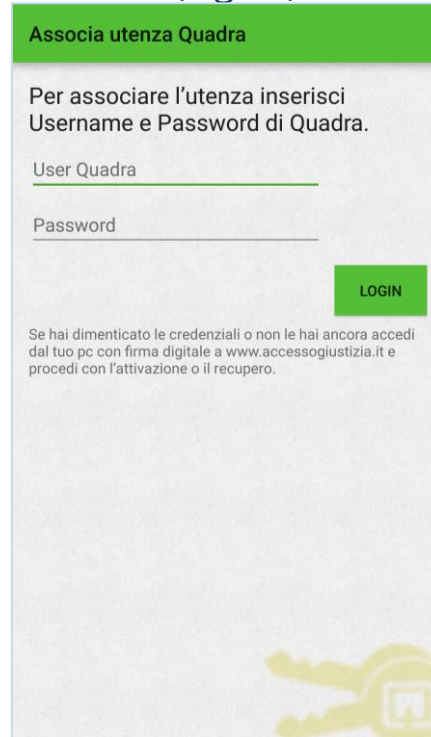 Associa utenza Quadra
Per associare l’utenza inserisci
Username e Password di Quadra.
User Quadra
Password
LOGIN
Se hai dimenticato le credenziali o non le hai ancora accedi
dal tuo pc con firma digitale a www.accessogiustizia.it e
procedi con l’attivazione o il recupero.